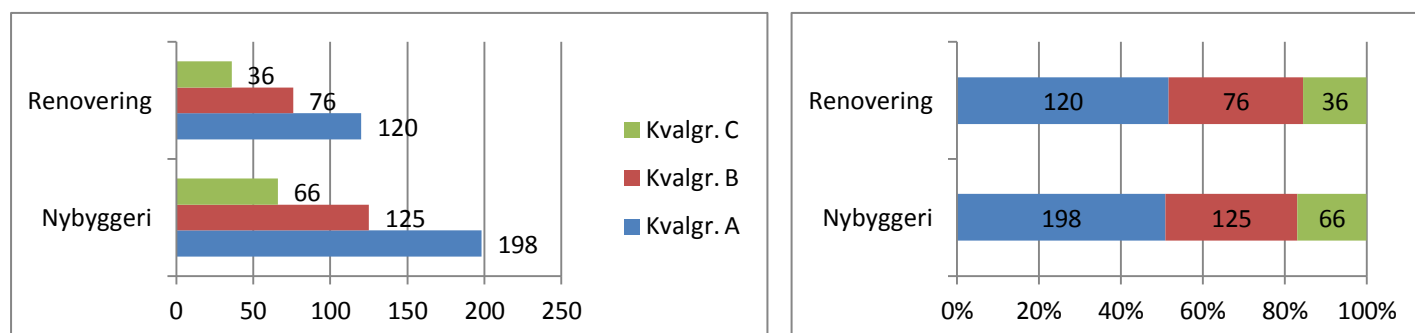 36
Renovering
76
120
66
Nybyggeri
125
198
0 50 100 150 200 250
Kvalgr. C
Kvalgr. B
Kvalgr. A
Renovering 120 76 36
Nybyggeri 198 125 66
0% 20% 40% 60% 80% 100%